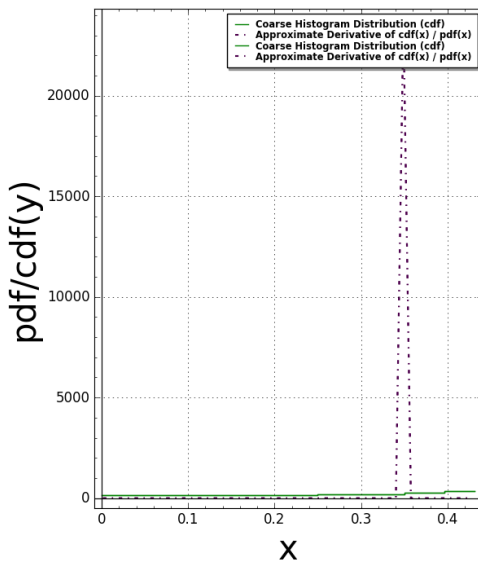 Coarse Histogram Distribution (cdf)
Approximate Derivative of cdf(x) / pdf(x)
Coarse Histogram Distribution (cdf)
Approximate Derivative of cdf(x) / pdf(x)
pdf/cdf(y)
20000
15000
10000
5000
0
0 0.1 0.2 0.3 0.4
x